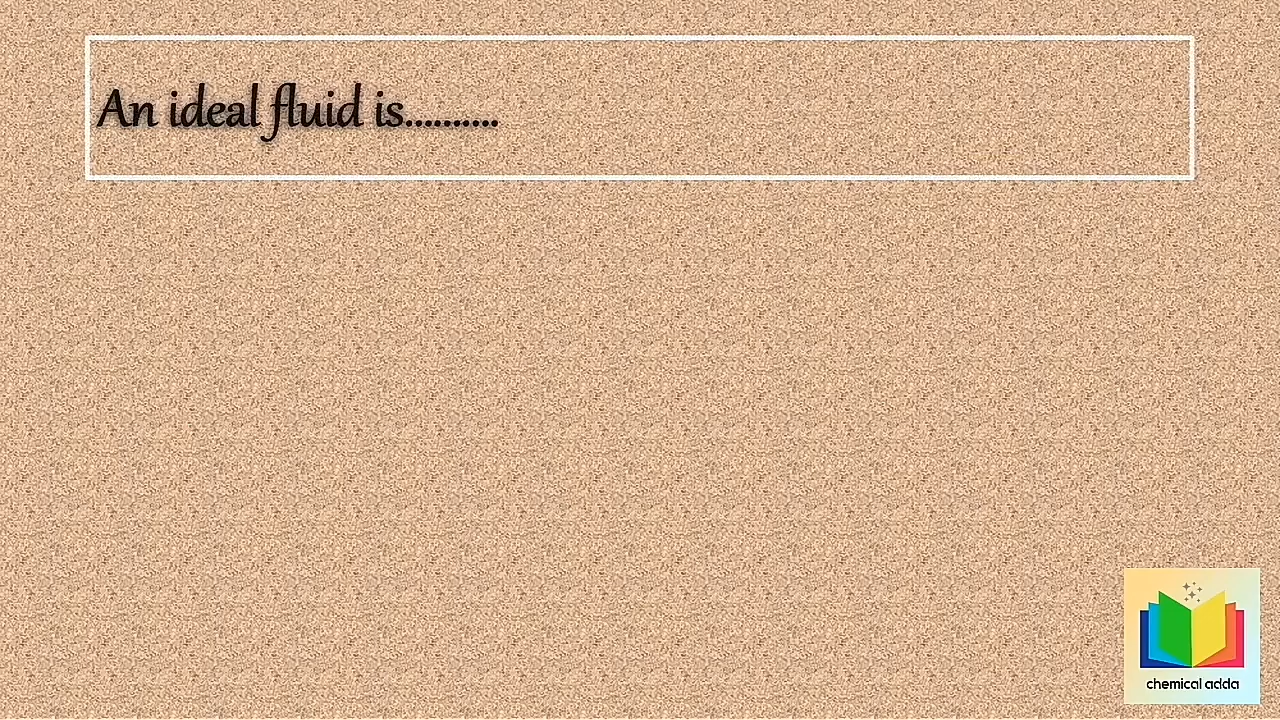 An ideal fluid is..........
chemical adda